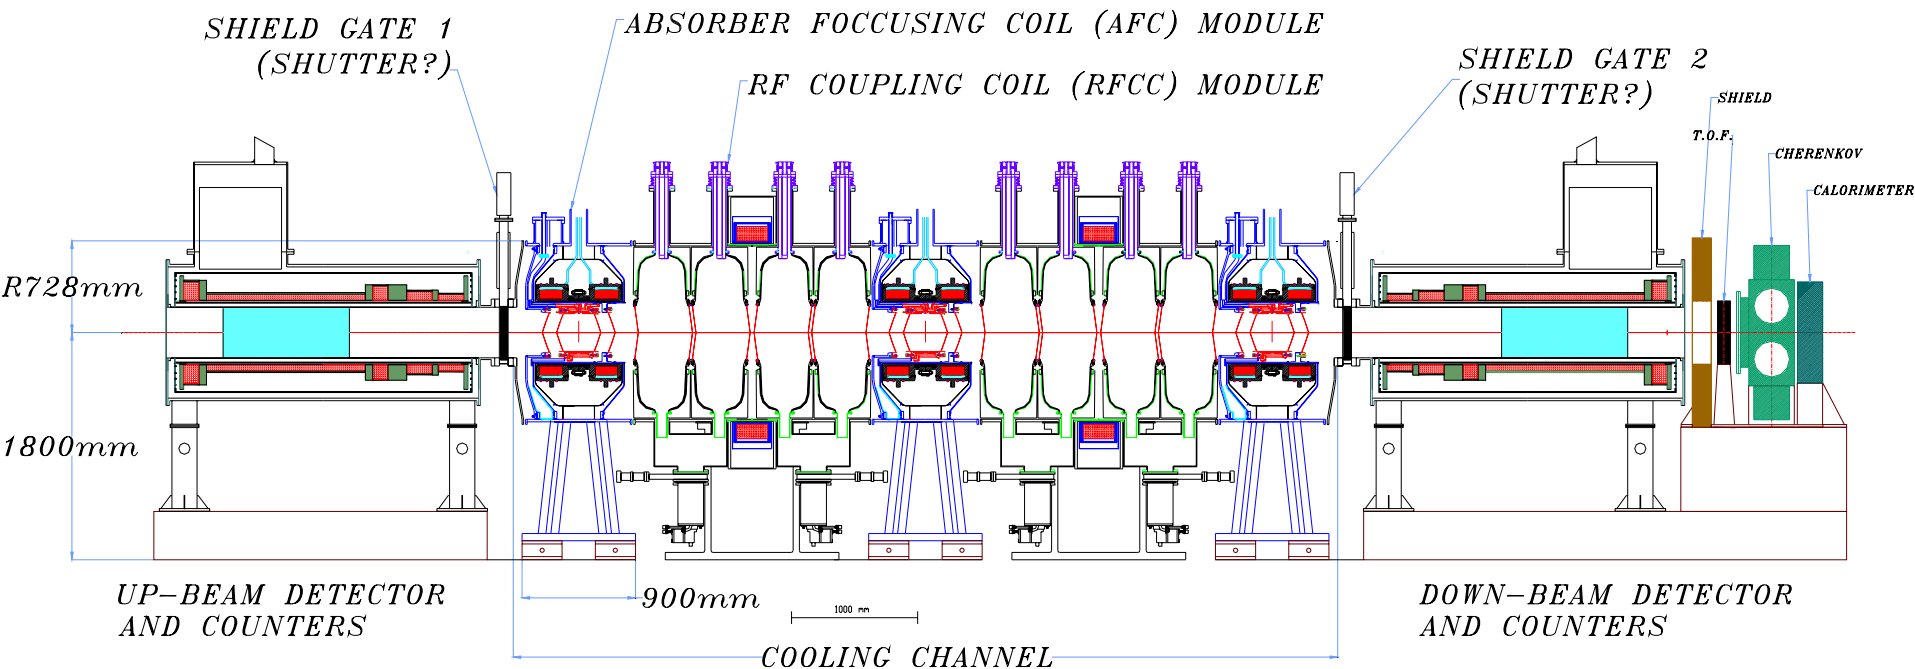 SHIELD GATE 1
(SHUTTER?)
ABSORBER FOCCUSING COIL (AFC) MODULE
RF COUPLING COIL (RFCC) MODULE
SHIELD GATE 2
(SHUTTER?)
SHIELD
T.O.F.
CHERENKOV
CALORIMETER
R728mm
1800mm
900mm
1000 mm
UP-BEAM DETECTOR
AND COUNTERS
DOWN-BEAM DETECTOR
AND COUNTERS
COOLING CHANNEL